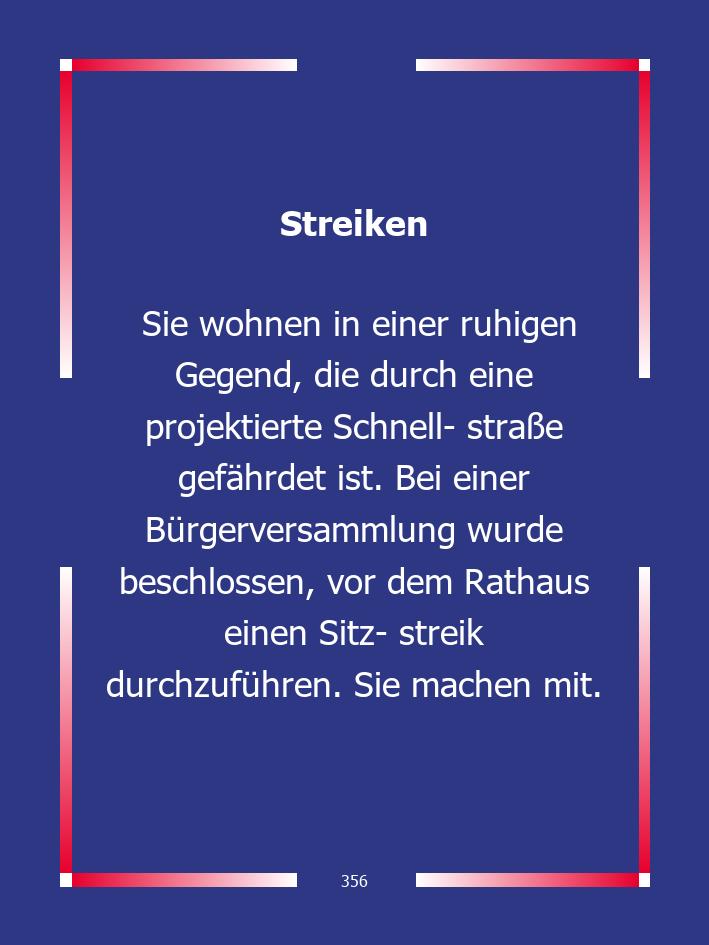 Streiken
Sie wohnen in einer ruhigen
Gegend, die durch eine
projektierte Schnell- straße
gefährdet ist. Bei einer
Bürgerversammlung wurde
beschlossen, vor dem Rathaus
einen Sitz- streik
durchzuführen. Sie machen mit.
356